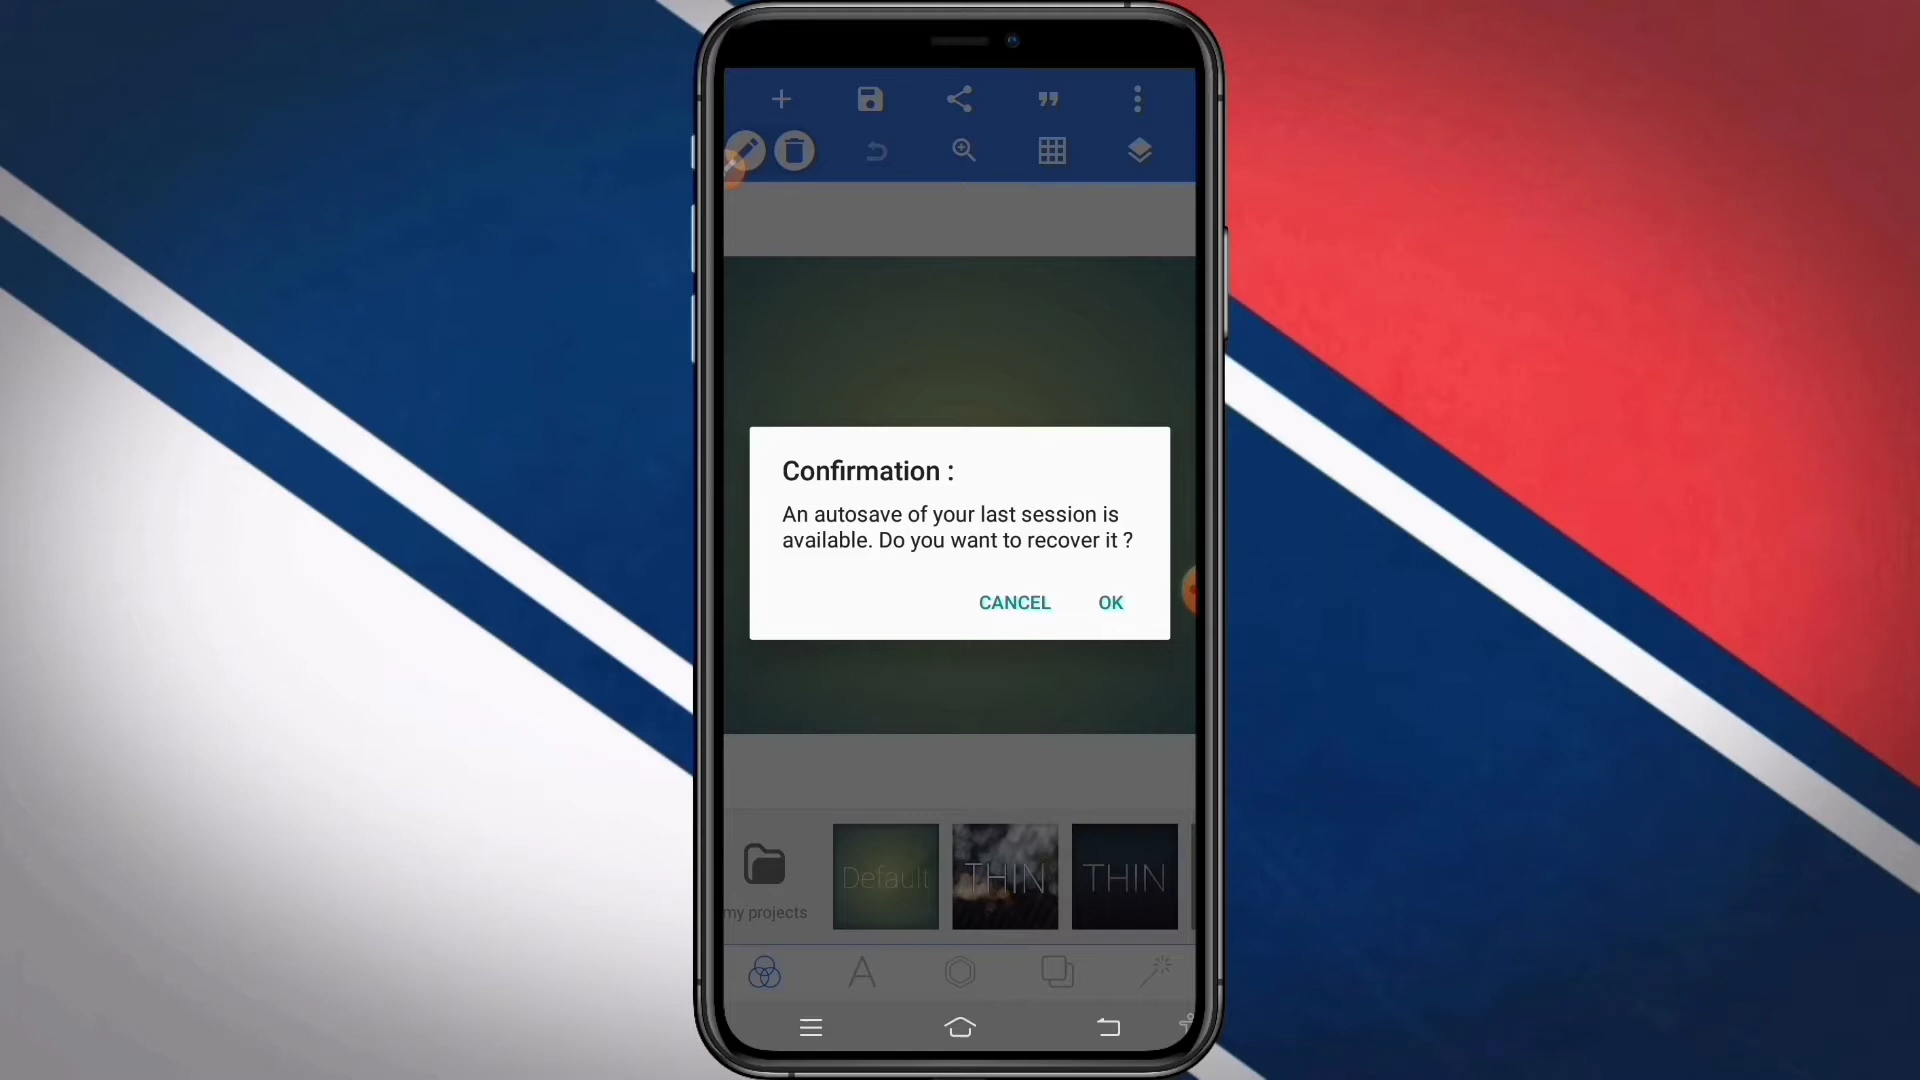 Confirmation :
An autosave of your last session is
available. Do you want to recover it ?
CANCEL OK
my projects
Default
THIN
THIN